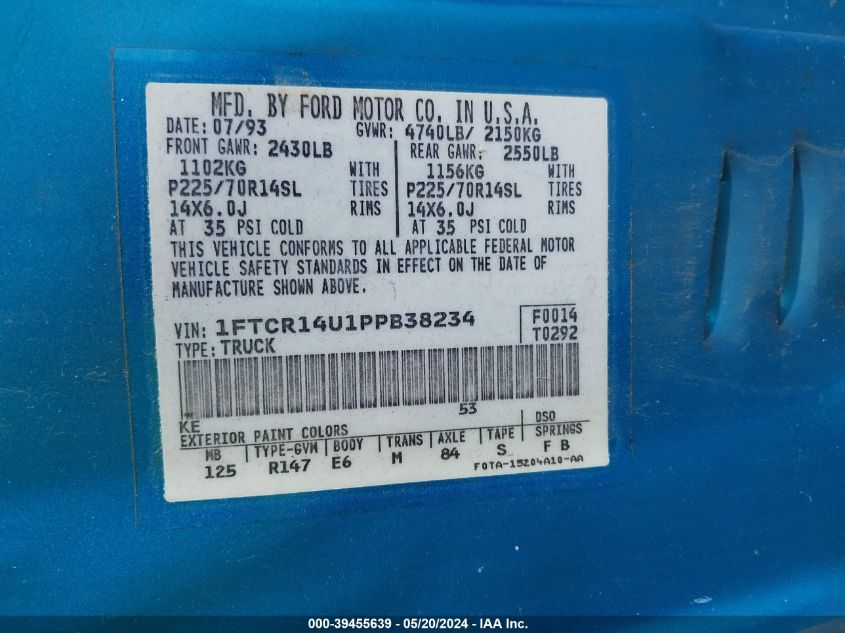 MFD. BY FORD MOTOR CO. IN U.S.A.
DATE: 07/93 GVWR: 4740LB/ 2150KG
FRONT GAWR: 2430LB REAR GAWR: 2550LB
1102KG WITH 1156KG WITH
P225/70R14SL TIRES P225/70R14SL TIRES
14X6.0J RIMS 14X6.0J RIMS
AT 35 PSI COLD AT 35 PSI COLD
THIS VEHICLE CONFORMS TO ALL APPLICABLE FEDERAL MOTOR
VEHICLE SAFETY STANDARDS IN EFFECT ON THE DATE OF
MANUFACTURE SHOWN ABOVE.
VIN: 1FTCR14U1PPB38234 F0014
TYPE: TRUCK T0292
KE 53
EXTERIOR PAINT COLORS DSO
MB TYPE-GVM BODY TRANS AXLE TAPE SPRINGS
125 R147 E6 M 84 S F B
F0TA-15204A10-AA
000-39455639 - 05/20/2024 - IAA Inc.